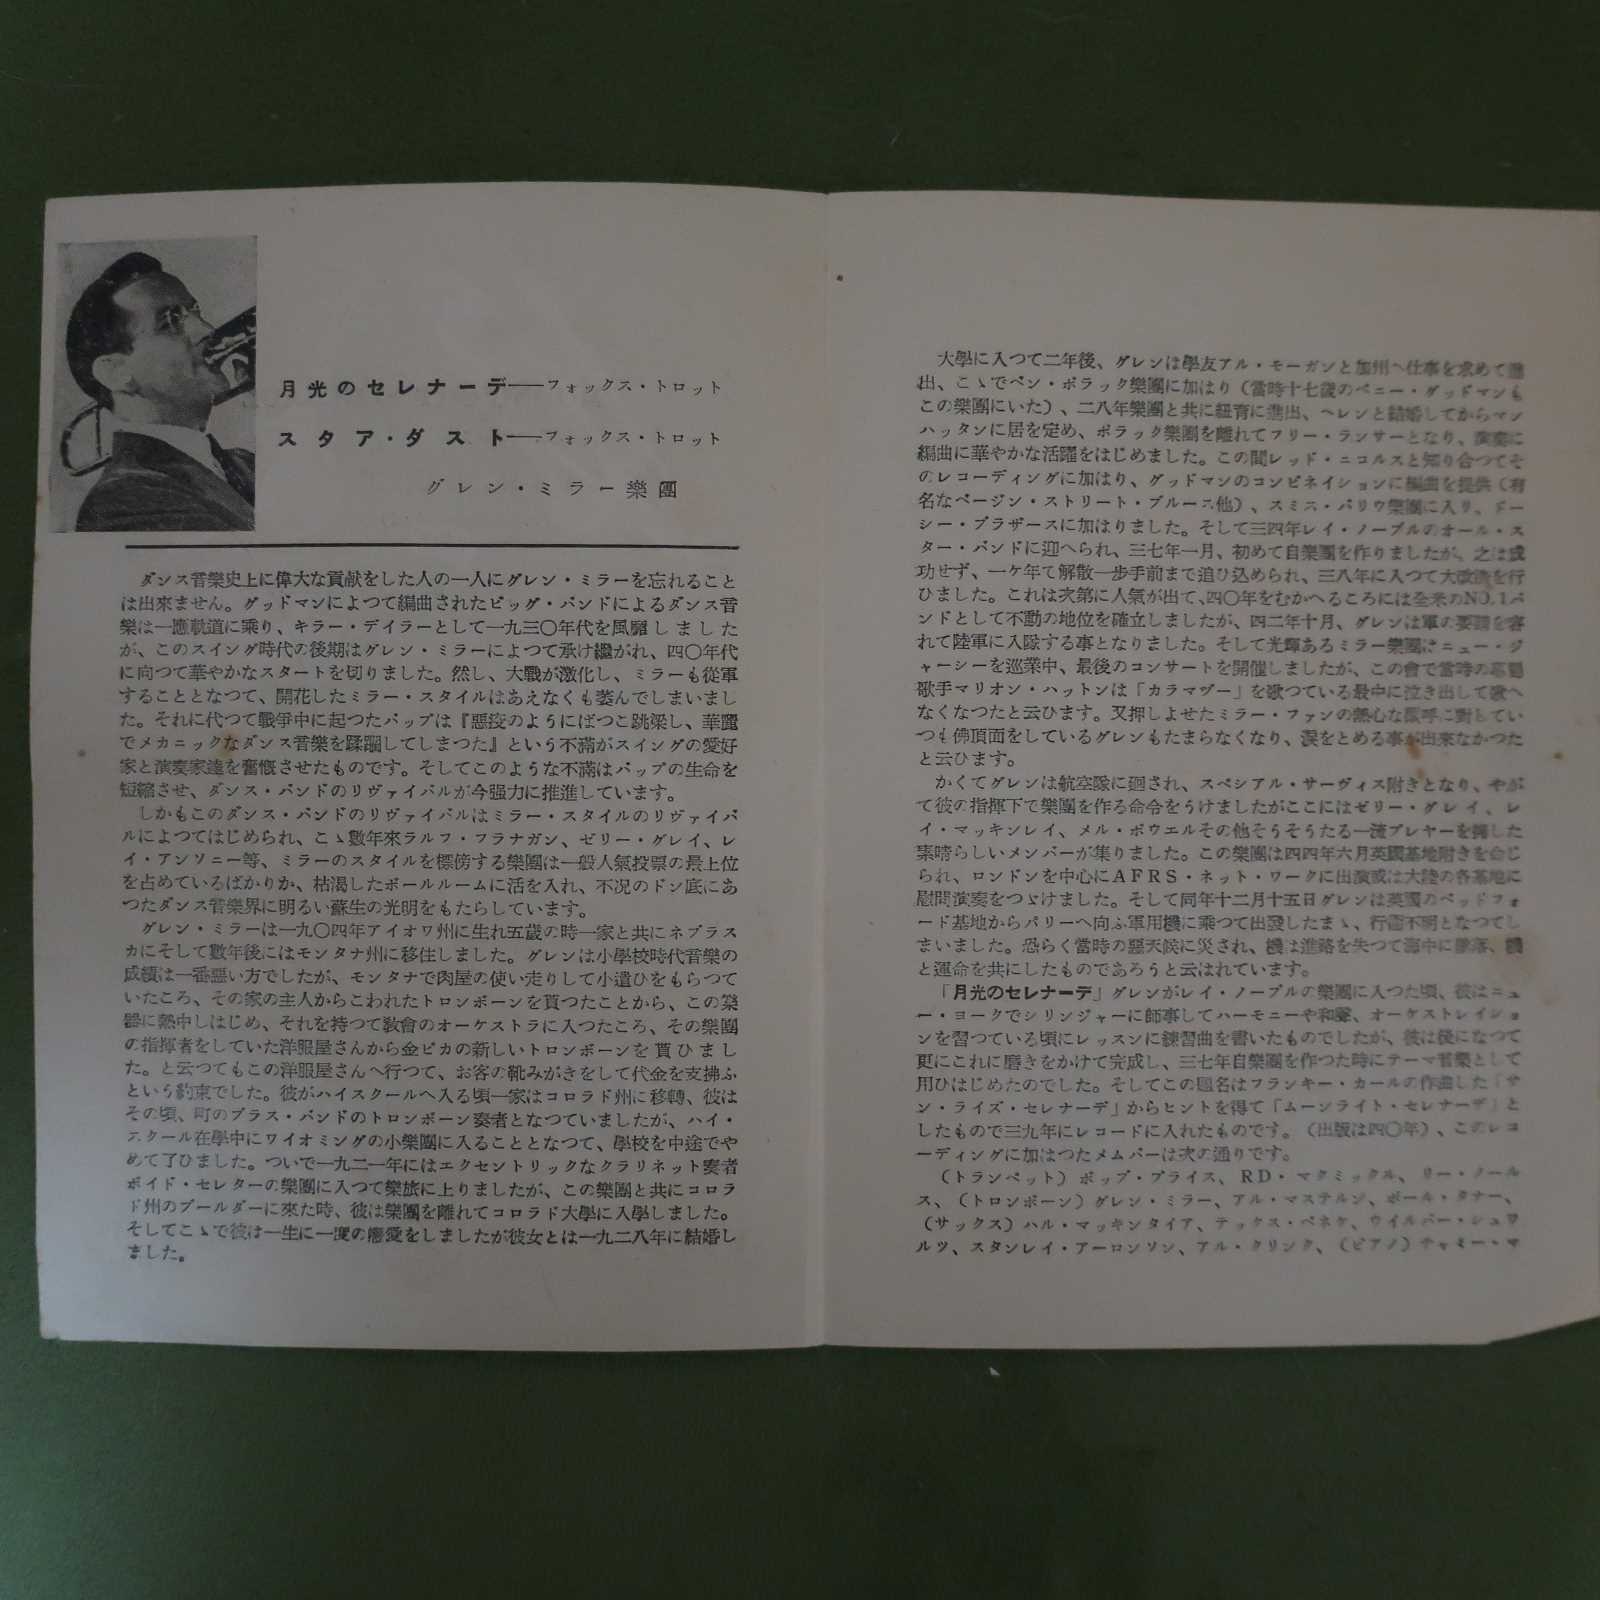 月光のセレナーデ――フォックス・トロット
スタア・ダスト――フォックス・トロット
グレン・ミラー樂團
ダンス音樂史上に偉大な貢献をした人の一人にグレン・ミラーを忘れること
は出來ません。グッドマンによつて編曲されたビッグ・バンドによるダンス音
樂は一應軌道に乘り、キラー・デイラーとして一九三〇年代を風靡しました
が、このスイング時代の後期はグレン・ミラーによつて承け繼がれ、四〇年代
に向つて華やかなスタートを切りました。然し、大戰が激化し、ミラーも從軍
することとなつて、開花したミラー・スタイルはあえなくも萎んでしまいまし
た。それに代つて戰爭中に起つたバップは『惡疫のようにばつこ跳梁し、華麗
でメカニックなダンス音樂を蹂躙してしまつた』という不滿がスイングの愛好
家と演奏家達を奮慨させたものです。そしてこのような不滿はバップの生命を
短縮させ、ダンス・バンドのリヴァイバルが今强力に推進しています。
しかもこのダンス・バンドのリヴァイバルはミラー・スタイルのリヴァイバ
ルによつてはじめられ、こゝ數年來ラルフ・フラナガン、ゼリー・グレイ、レ
イ・アンソニー等、ミラーのスタイルを標傍する樂團は一般人氣投票の最上位
を占めているばかりか、枯渇したボールルームに活を入れ、不況のドン底にあ
つたダンス音樂界に明るい蘇生の光明をもたらしています。
グレン・ミラーは一九〇四年アイオワ州に生れ五歳の時一家と共にネブラス
カにそして數年後にはモンタナ州に移住しました。グレンは小學校時代音樂の
成績は一番惡い方でしたが、モンタナで肉屋の使い走りして小遣ひをもらつて
いたころ、その家の主人からこわれたトロンボーンを買つたことから、この樂
器に熱中しはじめ、それを持つて敎會のオーケストラに入つたころ、その樂團
の指揮者をしていた洋服屋さんから金ピカの新しいトロンボーンを貰ひまし
た。と云つてもこの洋服屋さんへ行つて、お客の靴みがきをして代金を支拂ふ
という約束でした。彼がハイスクールへ入る頃一家はコロラド州に移轉、彼は
その頃、町のブラス・バンドのトロンボーン奏者となつていましたが、ハイ・
スクール在學中にワイオミングの小樂團に入ることとなつて、學校を中途でや
めて了ひました。ついで一九二一年にはエクセントリックなクラリネット奏者
ボイド・センターの樂團に入つて樂旅に上りましたが、この樂團と共にコロラ
ド州のブールダーに來た時、彼は樂團を離れてコロラド大學に入學しました。
そしてこゝで彼は一生に一度の戀愛をしましたが彼女とは一九二八年に結婚し
ました。
大學に入つて二年後、グレンは學友アル・モーガンと加州へ仕事を求めて進
出、こゝでベン・ポラック樂團に加はり（當時十七歳のベニー・グッドマンも
この樂團にいた）、二八年樂團と共に紐育に進出、ヘレンと結婚してからマン
ハッタンに居を定め、ポラック樂團を離れてフリー・ランサーとなり、演奏に
編曲に華やかな活躍をはじめました。この間レッド・ニコルスと知り合つてそ
のレコーディングに加はり、グッドマンのコンビネイションに編曲を提供（有
名なベージン・ストリート・ブルース他）、スミス・バリウ樂團に入り、ドー
シー・ブラザースに加はりました。そして三四年レイ・ノーブルのオール・ス
ター・バンドに迎へられ、三七年一月、初めて自樂團を作りましたが、之は成
功せず、一ケ年で解散一步手前まで追ひ込められ、三八年に入つて大改造を行
ひました。これは次第に人氣が出て、四〇年をむかへるころには全米のNO.1バ
ンドとして不動の地位を確立しましたが、四二年十月、グレンは軍の要請を容
れて陸軍に入隊する事となりました。そして光輝あるミラー樂團はニュー・ジ
ャーシーを巡業中、最後のコンサートを開催しましたが、この會で當時の專屬
歌手マリオン・ハットンは「カラマヅー」を歌つている最中に泣き出して歌へ
なくなつたと云ひます。又押しよせたミラー・ファンの熱心な歡呼に對してい
つも佛頂面をしているグレンもたまらなくなり、淚をとめる事が出來なかつた
と云ひます。
かくてグレンは航空隊に廻され、スペシアル・サーヴィス附きとなり、やが
て彼の指揮下で樂團を作る命令をうけましたがここにはゼリー・グレイ、レ
イ・マッキンレイ、メル・ボウエルその他そうそうたる一流プレヤーを擁した
素晴らしいメンバーが集りました。この樂團は四四年六月英國基地附きを命じ
られ、ロンドンを中心にAFRS・ネット・ワークに出演或は大陸の各基地に
慰問演奏をつゞけました。そして同年十二月十五日グレンは英國のベッドフォ
ード基地からパリーへ向ふ軍用機に乘つて出發したまゝ、行衞不明となつてし
まいました。恐らく當時の惡天候に災され、機は進路を失つて海中に墜落、機
と運命を共にしたものであろうと云はれています。
「月光のセレナーデ」グレンがレイ・ノーブルの樂團に入つた頃、彼はニュ
ー・ヨークでシリンジャーに師事してハーモニーや和聲、オーケストレイショ
ンを習つている頃にレッスンに練習曲を書いたものでしたが、彼は後になつて
更にこれに磨きをかけて完成し、三七年自樂團を作つた時にテーマ音樂として
用ひはじめたのでした。そしてこの題名はフランキー・カールの作曲した「サ
ン・ライズ・セレナーデ」からヒントを得て「ムーンライト・セレナーデ」と
したもので三九年にレコードに入れたものです。（出版は四〇年）、このレコ
ーディングに加はつたメムバーは次の通りです。
（トランペット）ボップ・プライス、RD・マクミックル、リー・ノール
ス、（トロンボーン）グレン・ミラー、アル・マステルン、ポール・タナー、
（サックス）ハル・マッキンタイア、テックス・ベネケ、ウイルバー・シュワ
ルツ、スタンレイ・アーロンソン、アル・クリンク、（ピアノ）チャミー・マ